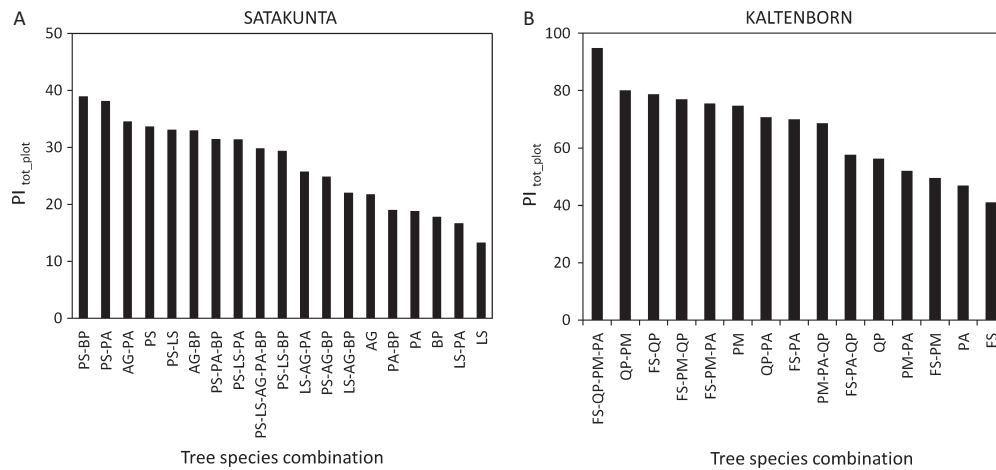 A
SATAKUNTA
50
40
30
20
10
0
PI tot_plot
PS-BP
PS-PA
AG-PA
PS
PS-LS
AG-BP
PS-PA-BP
PS-LS-PA
PS-LS-AG-PA-BP
PS-LS-BP
LS-AG-PA
PS-AG-BP
LS-AG-BP
AG
PA-BP
PA
BP
LS-PA
LS
Tree species combination
B
KALTENBORN
100
80
60
40
20
0
PI tot_plot
FS-QP-PM-PA
QP-PM
FS-QP
FS-PM-QP
FS-PM-PA
PM
QP-PA
FS-PA
PM-PA-QP
FS-PA-QP
QP
PM-PA
FS-PM
PA
FS
Tree species combination